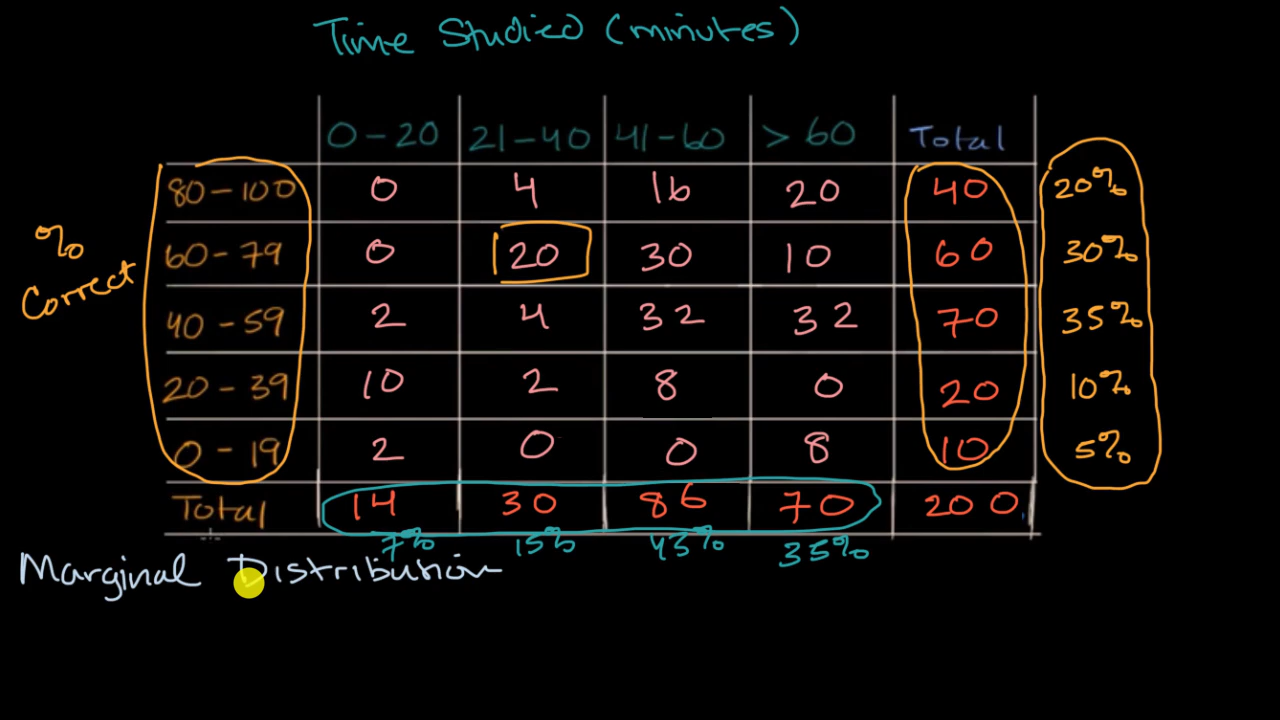 Time Studied (minutes)
0-20 21-40 41-60 >60 Total
80-100 0 4 16 20 40 20%
60-79 0 20 30 10 60 30%
% Correct
40-59 2 4 32 32 70 35%
20-39 10 2 8 0 20 10%
0-19 2 0 0 8 10 5%
Total 14 30 86 70 200
7% 15% 43% 35%
Marginal Distribution